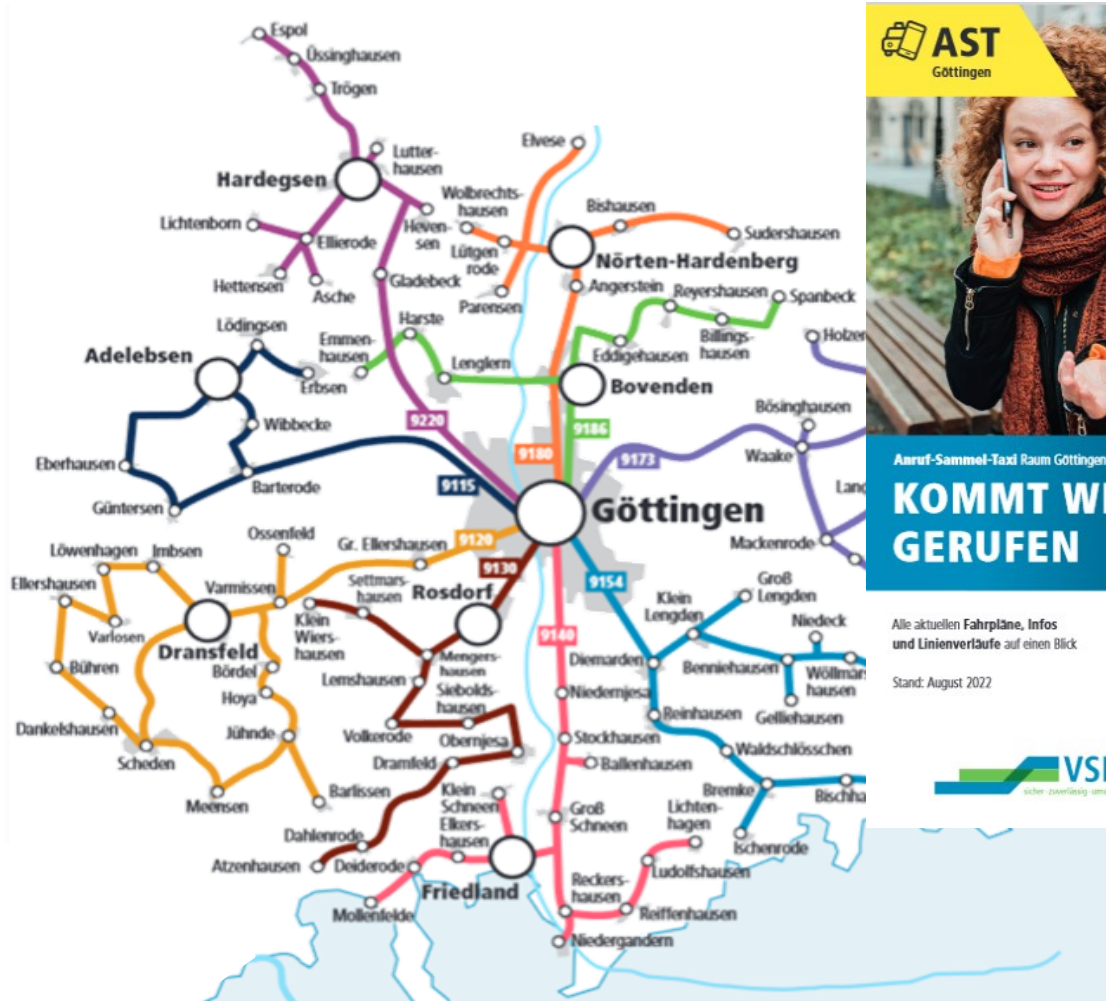 Espol
Üssinghausen
Trögen
Lutter-
hausen
Hardegsen
Heven-
sen
Lichtenborn
Ellierode
Hettensen
Asche
Gladebeck
Elvese
Wolbrechts-
hausen
Bishausen
Sudershausen
Lütgen
rode
Nörten-Hardenberg
Parensen
Angerstein
Reyershausen
Spanbeck
Billings-
hausen
Eddigehausen
Harste
Emmen-
hausen
Lenglern
Bovenden
Lödingsen
Adelebsen
Erbsen
Wibbecke
Eberhausen
Barterode
Güntersen
9220
9180
9186
9173
9115
9120
9130
9154
9140
Göttingen
Bösinghausen
Waake
Mackenrode
Ossenfeld
Gr. Ellershausen
Löwenhagen
Imbsen
Ellershausen
Varmissen
Varlosen
Dransfeld
Bühren
Bördel
Hoya
Dankelshausen
Jühnde
Scheden
Meensen
Barlissen
Settmars-
hausen
Rosdorf
Klein
Wiers-
hausen
Mengers-
hausen
Lemshausen
Siebolds-
hausen
Volkerode
Obernjesa
Dramfeld
Dahlenrode
Atzenhausen
Deiderode
Klein
Schneen
Elkers-
hausen
Friedland
Mollenfelde
Niedernjesa
Stockhausen
Ballenhausen
Groß
Schneen
Lichten-
hagen
Ludolfshausen
Reckers-
hausen
Reiffenhausen
Niedergandern
Groß
Lengden
Klein
Lengden
Niedeck
Diemarden
Benniehausen
Wöllmars
hausen
Gelliehausen
Reinhausen
Waldschlösschen
Bremke
Bischha
Ischenrode
Holzer
Lanc
AST
Göttingen
Anruf-Sammel-Taxi Raum Göttingen
KOMMT WI
GERUFEN
Alle aktuellen Fahrpläne, Infos
und Linienverläufe auf einen Blick
Stand: August 2022
VS